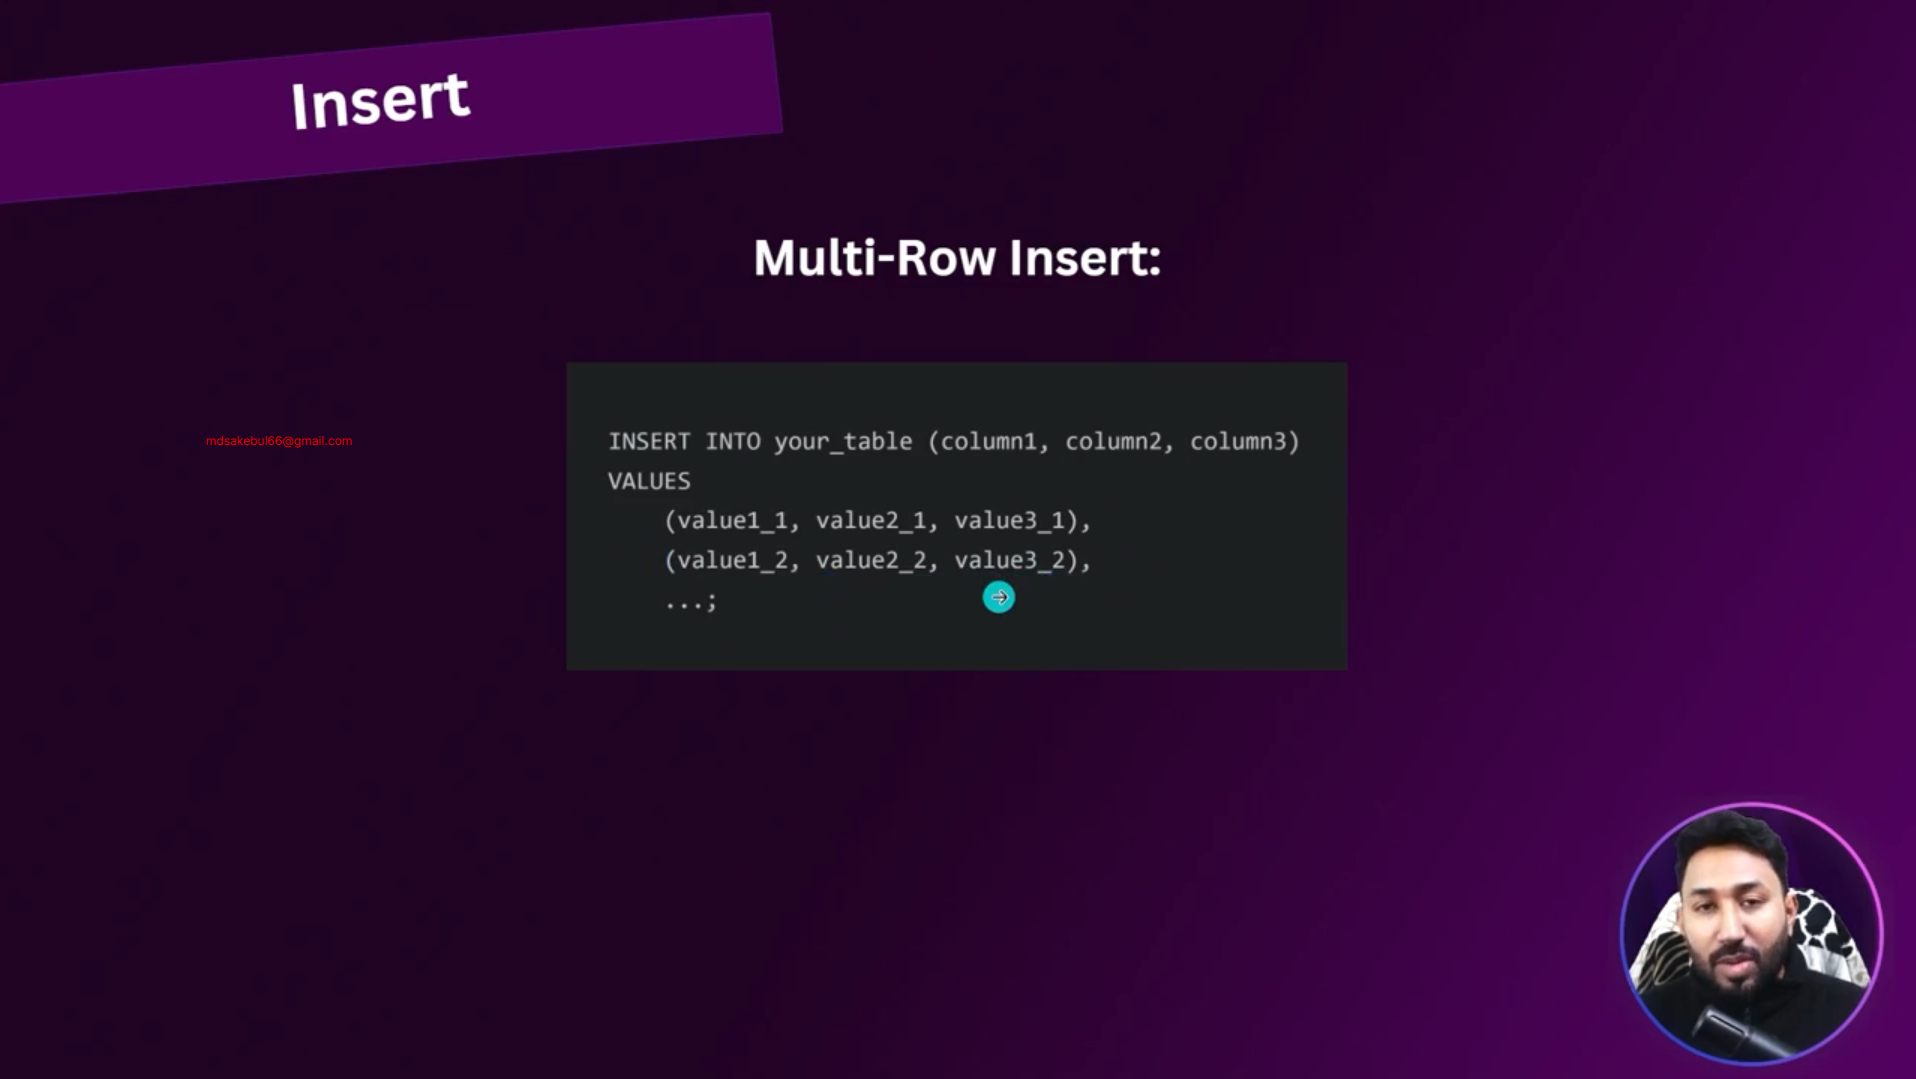 Insert
Multi-Row Insert:
mdsakebul66@gmail.com
INSERT INTO your_table (column1, column2, column3)
VALUES
(value1_1, value2_1, value3_1),
(value1_2, value2_2, value3_2),
...;